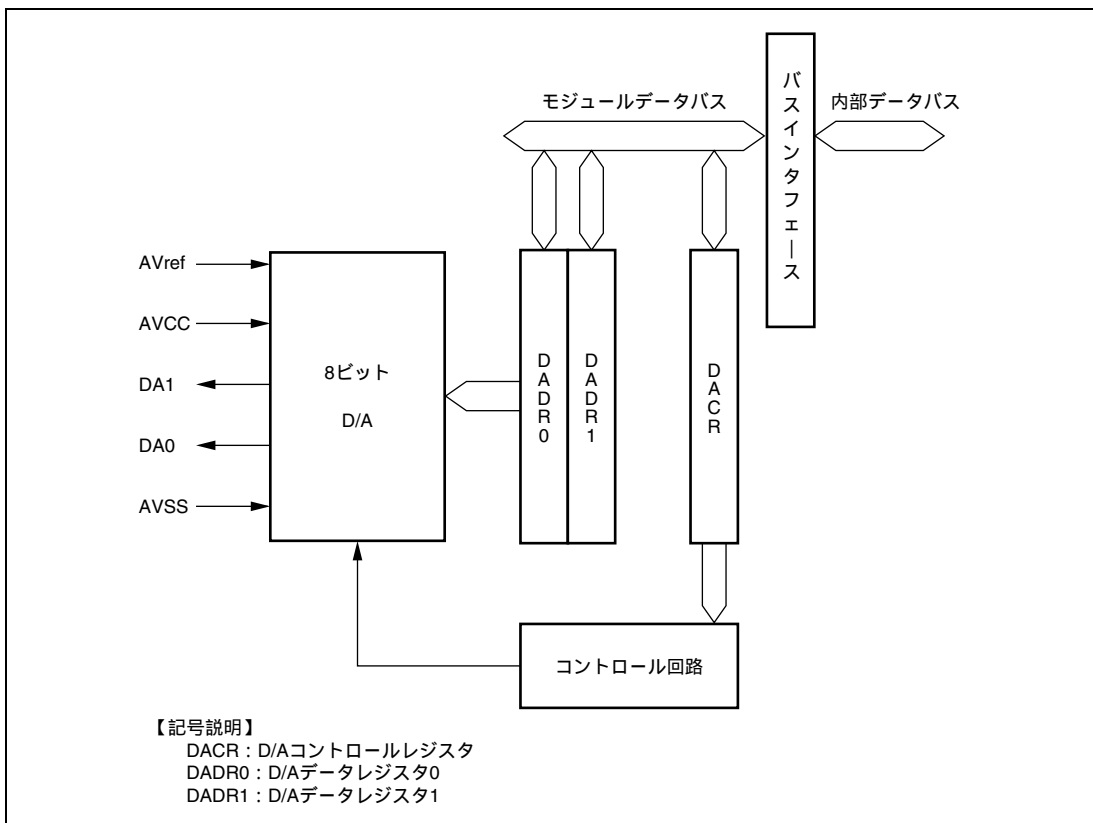 モジュールデータバス
バスインタフェース
内部データバス
AVref
AVCC
DA1
DA0
AVSS
8ビット
D/A
DADR0
DADR1
DACR
コントロール回路
【記号説明】
DACR：D/Aコントロールレジスタ
DADR0：D/Aデータレジスタ0
DADR1：D/Aデータレジスタ1